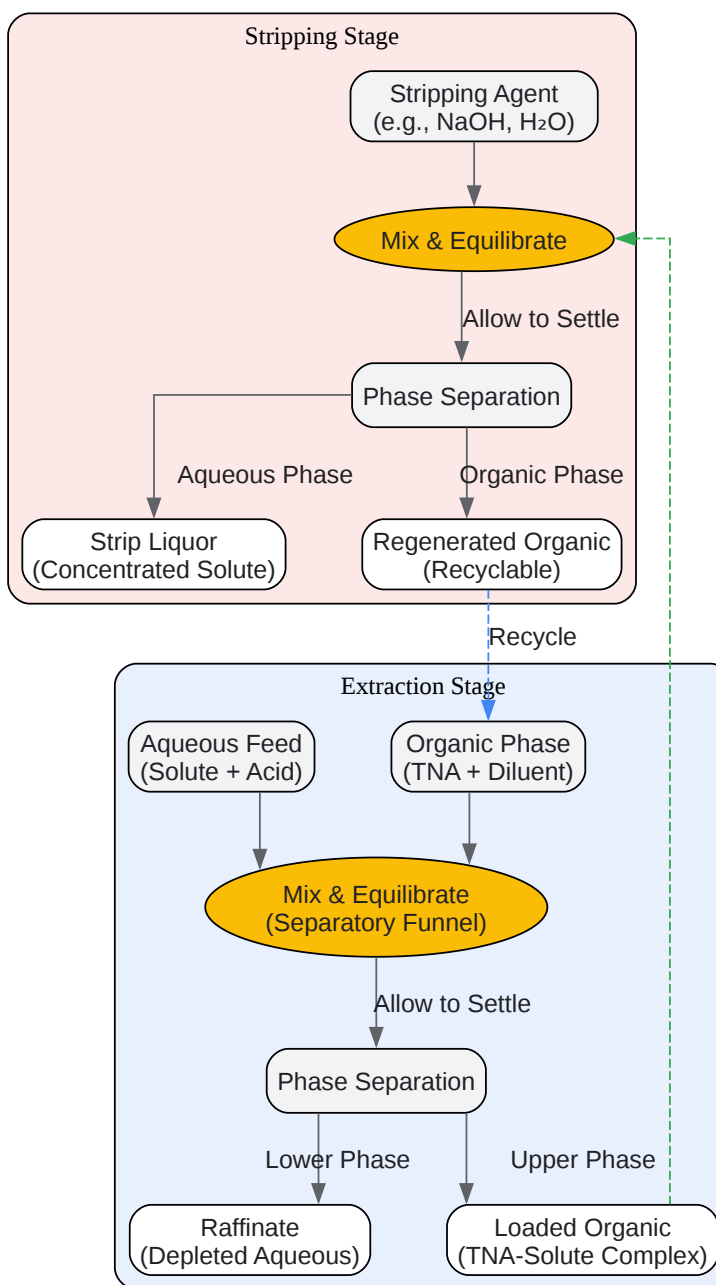 Stripping Stage
Stripping Agent
(e.g., NaOH, H₂O)
Mix & Equilibrate
Allow to Settle
Phase Separation
Aqueous Phase
Organic Phase
Strip Liquor
(Concentrated Solute)
Regenerated Organic
(Recyclable)
Recycle
Extraction Stage
Aqueous Feed
(Solute + Acid)
Organic Phase
(TNA + Diluent)
Mix & Equilibrate
(Separatory Funnel)
Allow to Settle
Phase Separation
Lower Phase
Upper Phase
Raffinate
(Depleted Aqueous)
Loaded Organic
(TNA-Solute Complex)